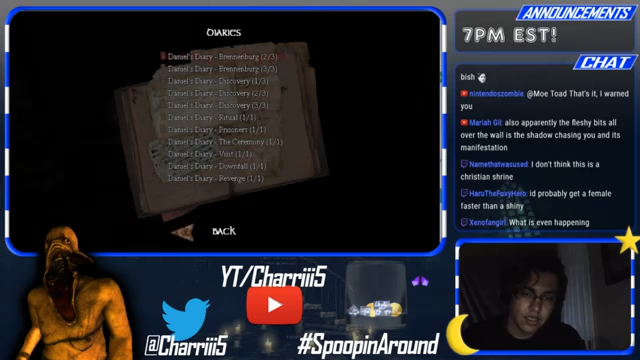 DIARIES
Daniel's Diary - Brennenburg (2/3)
Daniel's Diary - Brennenburg (3/3)
Daniel's Diary - Discovery (1/3)
Daniel's Diary - Discovery (2/3)
Daniel's Diary - Discovery (3/3)
Daniel's Diary - Ritual (1/1)
Daniel's Diary - Prisoners (1/1)
Daniel's Diary - The Ceremony (1/1)
Daniel's Diary - Visit (1/1)
Daniel's Diary - Downfall (1/1)
Daniel's Diary - Revenge (1/1)
BACK
ANNOUNCEMENTS
7PM EST!
CHAT
bish
nintendoszombie: @Moe Toad That's it, I warned
you
Mariah Gil: also apparently the fleshy bits all
over the wall is the shadow chasing you and its
manifestation
Namethatwasused: I don't think this is a
christian shrine
HaruTheFoxyHero: id probably get a female
faster than a shiny
Xenofangirl: What is even happening
YT/Charriii5
@Charriii5
#SpoopinAround